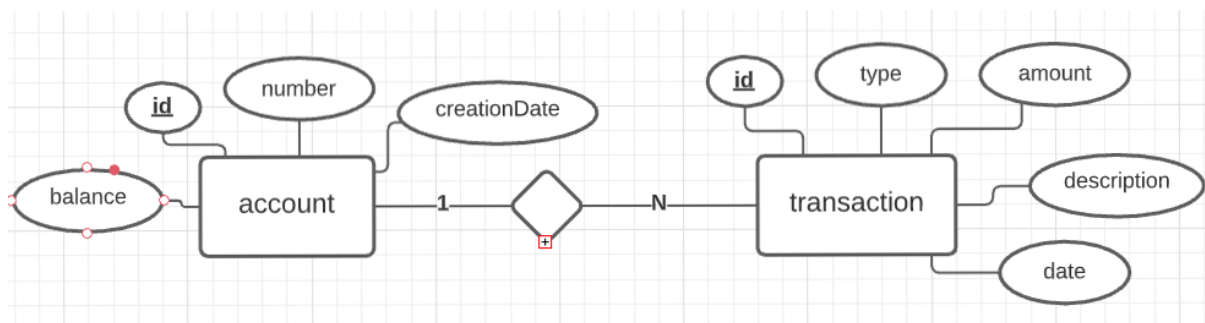 id
number
creationDate
balance
account
1
N
id
type
amount
transaction
description
date